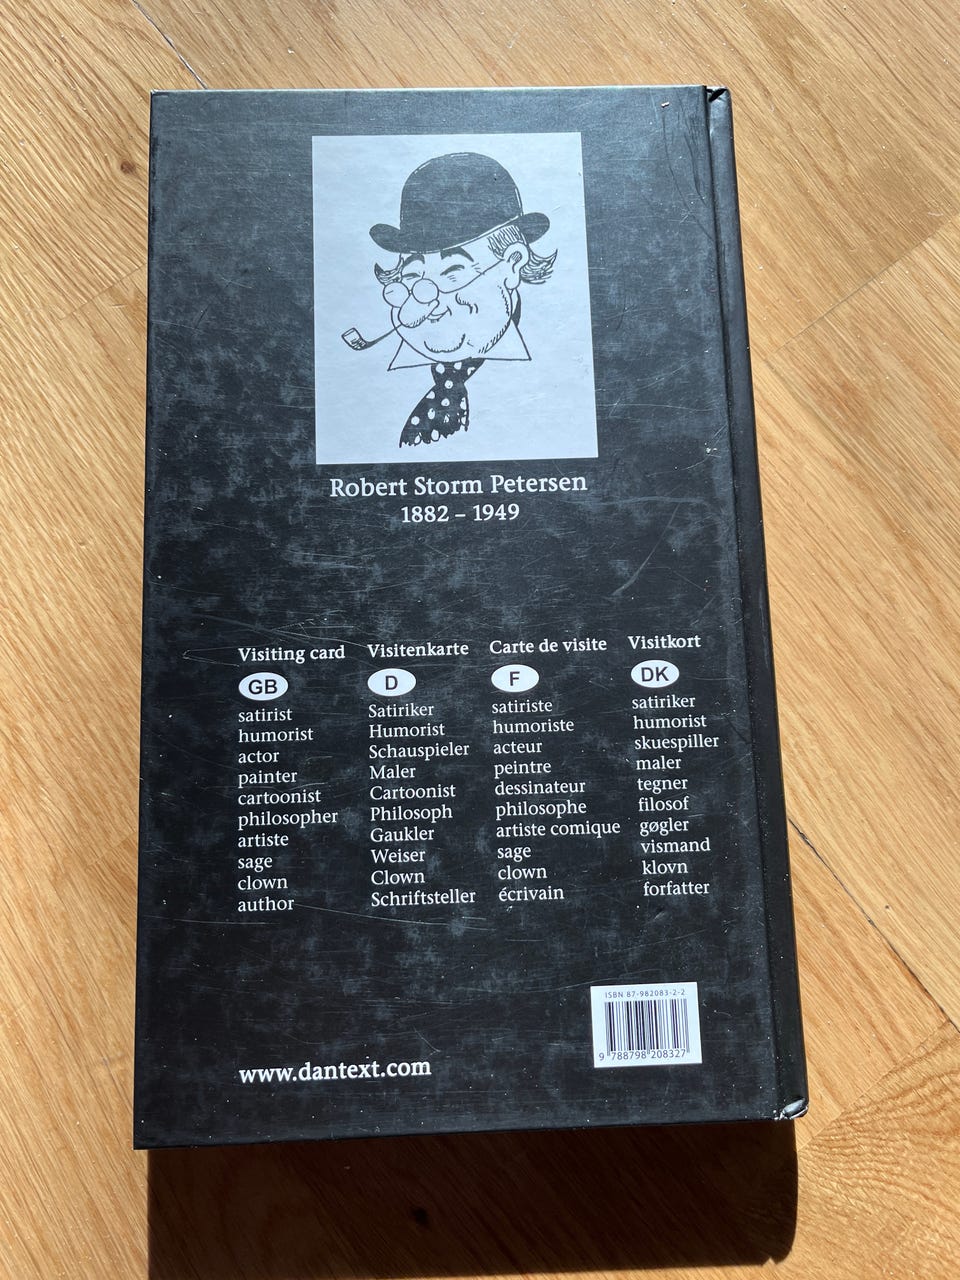 Robert Storm Petersen
1882 – 1949
Visiting card
GB
satirist
humorist
actor
painter
cartoonist
philosopher
artiste
sage
clown
author
Visitenkarte
D
Satiriker
Humorist
Schauspieler
Maler
Cartoonist
Philosoph
Gaukler
Weiser
Clown
Schriftsteller
Carte de visite
F
satiriste
humoriste
acteur
peintre
dessinateur
philosophe
artiste comique
sage
clown
écrivain
Visitkort
DK
satiriker
humorist
skuespiller
maler
tegner
filosof
gøgler
vismand
klovn
forfatter
ISBN 87-982083-2-2
9 788798 208327
www.dantext.com